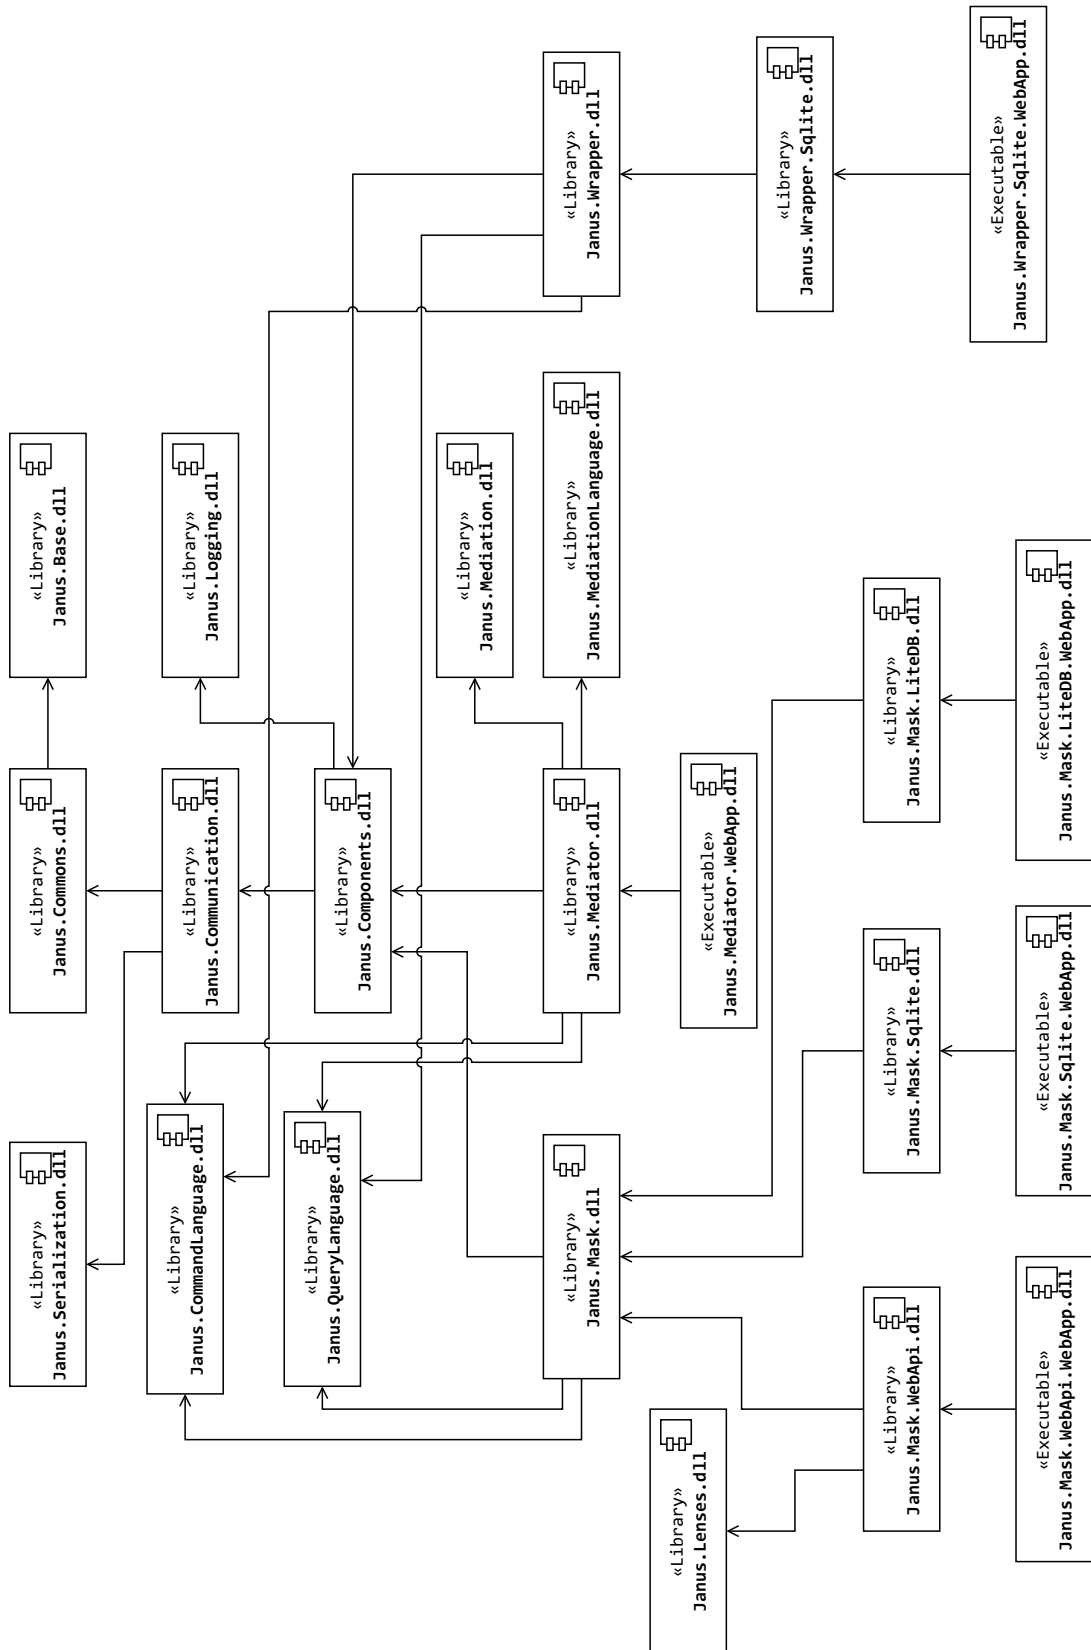 «Library»
Janus.Serialization.dll
«Library»
Janus.Commons.dll
«Library»
Janus.Base.dll
«Library»
Janus.CommandLanguage.dll
«Library»
Janus.Communication.dll
«Library»
Janus.Logging.dll
«Library»
Janus.QueryLanguage.dll
«Library»
Janus.Components.dll
«Library»
Janus.Mediation.dll
«Library»
Janus.Mask.dll
«Library»
Janus.Mediator.dll
«Library»
Janus.MediationLanguage.dll
«Library»
Janus.Wrapper.dll
«Library»
Janus.Lenses.dll
«Executable»
Janus.Mediator.WebApp.dll
«Library»
Janus.Wrapper.Sqlite.dll
«Library»
Janus.Mask.WebApi.dll
«Library»
Janus.Mask.Sqlite.dll
«Library»
Janus.Mask.LiteDB.dll
«Executable»
Janus.Wrapper.Sqlite.WebApp.dll
«Executable»
Janus.Mask.WebApi.WebApp.dll
«Executable»
Janus.Mask.Sqlite.WebApp.dll
«Executable»
Janus.Mask.LiteDB.WebApp.dll